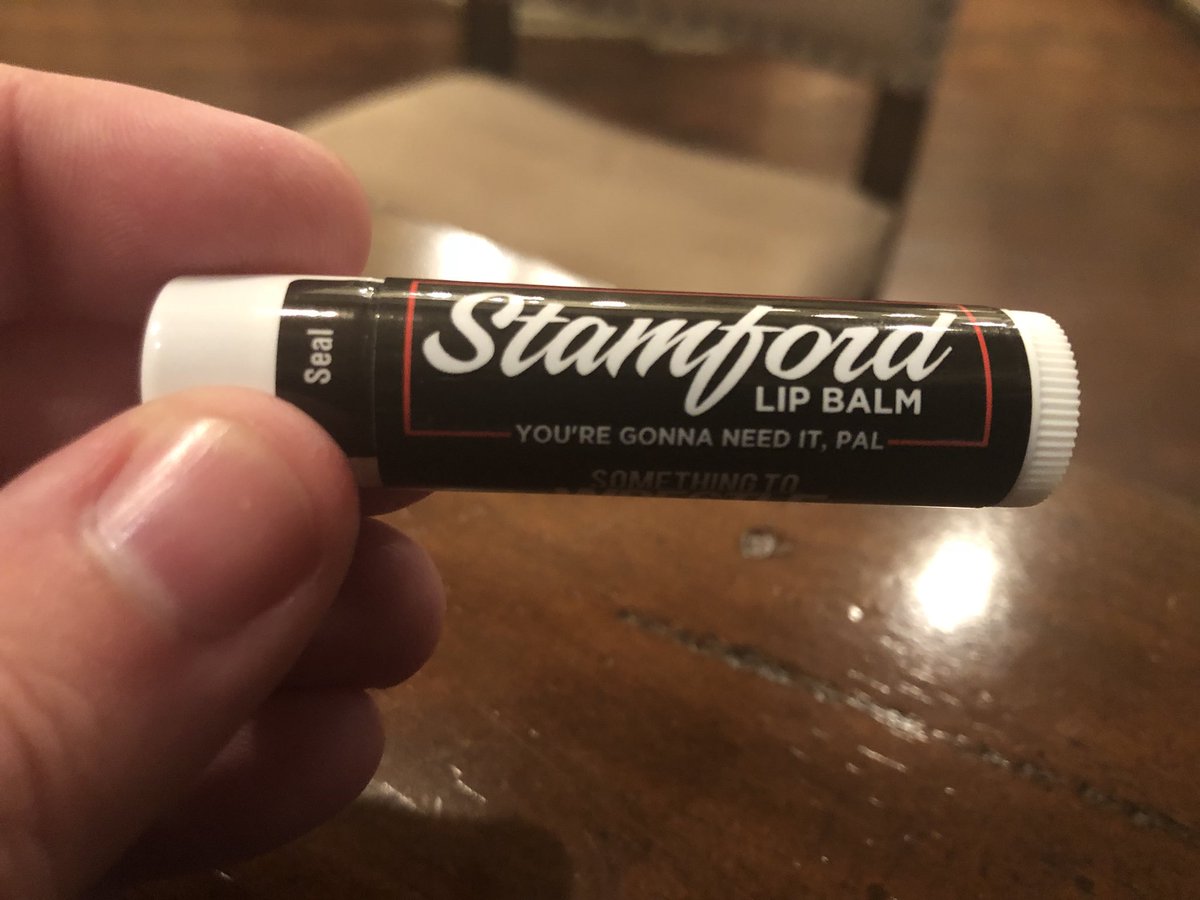 Seal
Stamford
LIP BALM
YOU'RE GONNA NEED IT, PAL
SOMETHING TO